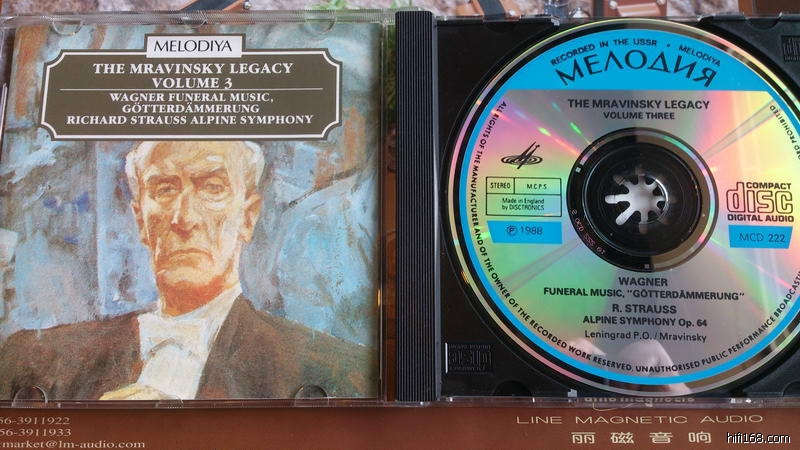 MELODIYA
THE MRAVINSKY LEGACY
VOLUME 3
WAGNER FUNERAL MUSIC,
GÖTTERDÄMMERUNG
RICHARD STRAUSS ALPINE SYMPHONY
RECORDED IN THE USSR • MELODIYA
МЕЛОДИЯ
THE MRAVINSKY LEGACY
VOLUME THREE
STEREO
M.C.P.S.
Made in England
by DISCTRONICS
℗ 1988
COMPACT
disc
DIGITAL AUDIO
MCD 222
WAGNER
FUNERAL MUSIC, "GÖTTERDÄMMERUNG"
R. STRAUSS
ALPINE SYMPHONY Op. 64
Leningrad P.O./Mravinsky
ALL RIGHTS OF THE MANUFACTURER AND OF THE OWNER OF THE RECORDED WORK RESERVED. UNAUTHORISED PUBLIC PERFORMANCE BROADCASTING
PROHIBITED
56-3911922
56-3911933
market@lm-audio.com
LINE MAGNETIC AUDIO
丽磁音响
hifi168.com